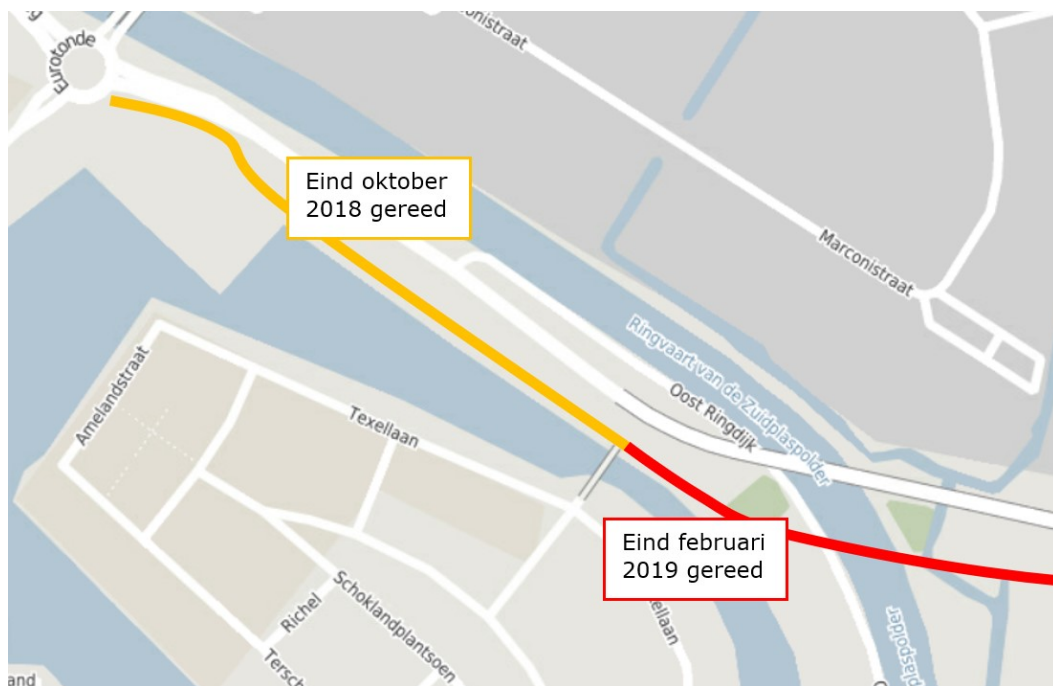 Eurotonde
Marconistraat
Eind oktober
2018 gereed
Marconistraat
Ringvaart van de Zuidplaspolder
Oost Ringdijk
Amelandstraat
Texellaan
Eind februari
2019 gereed
Richel
Schoklandplantsoen